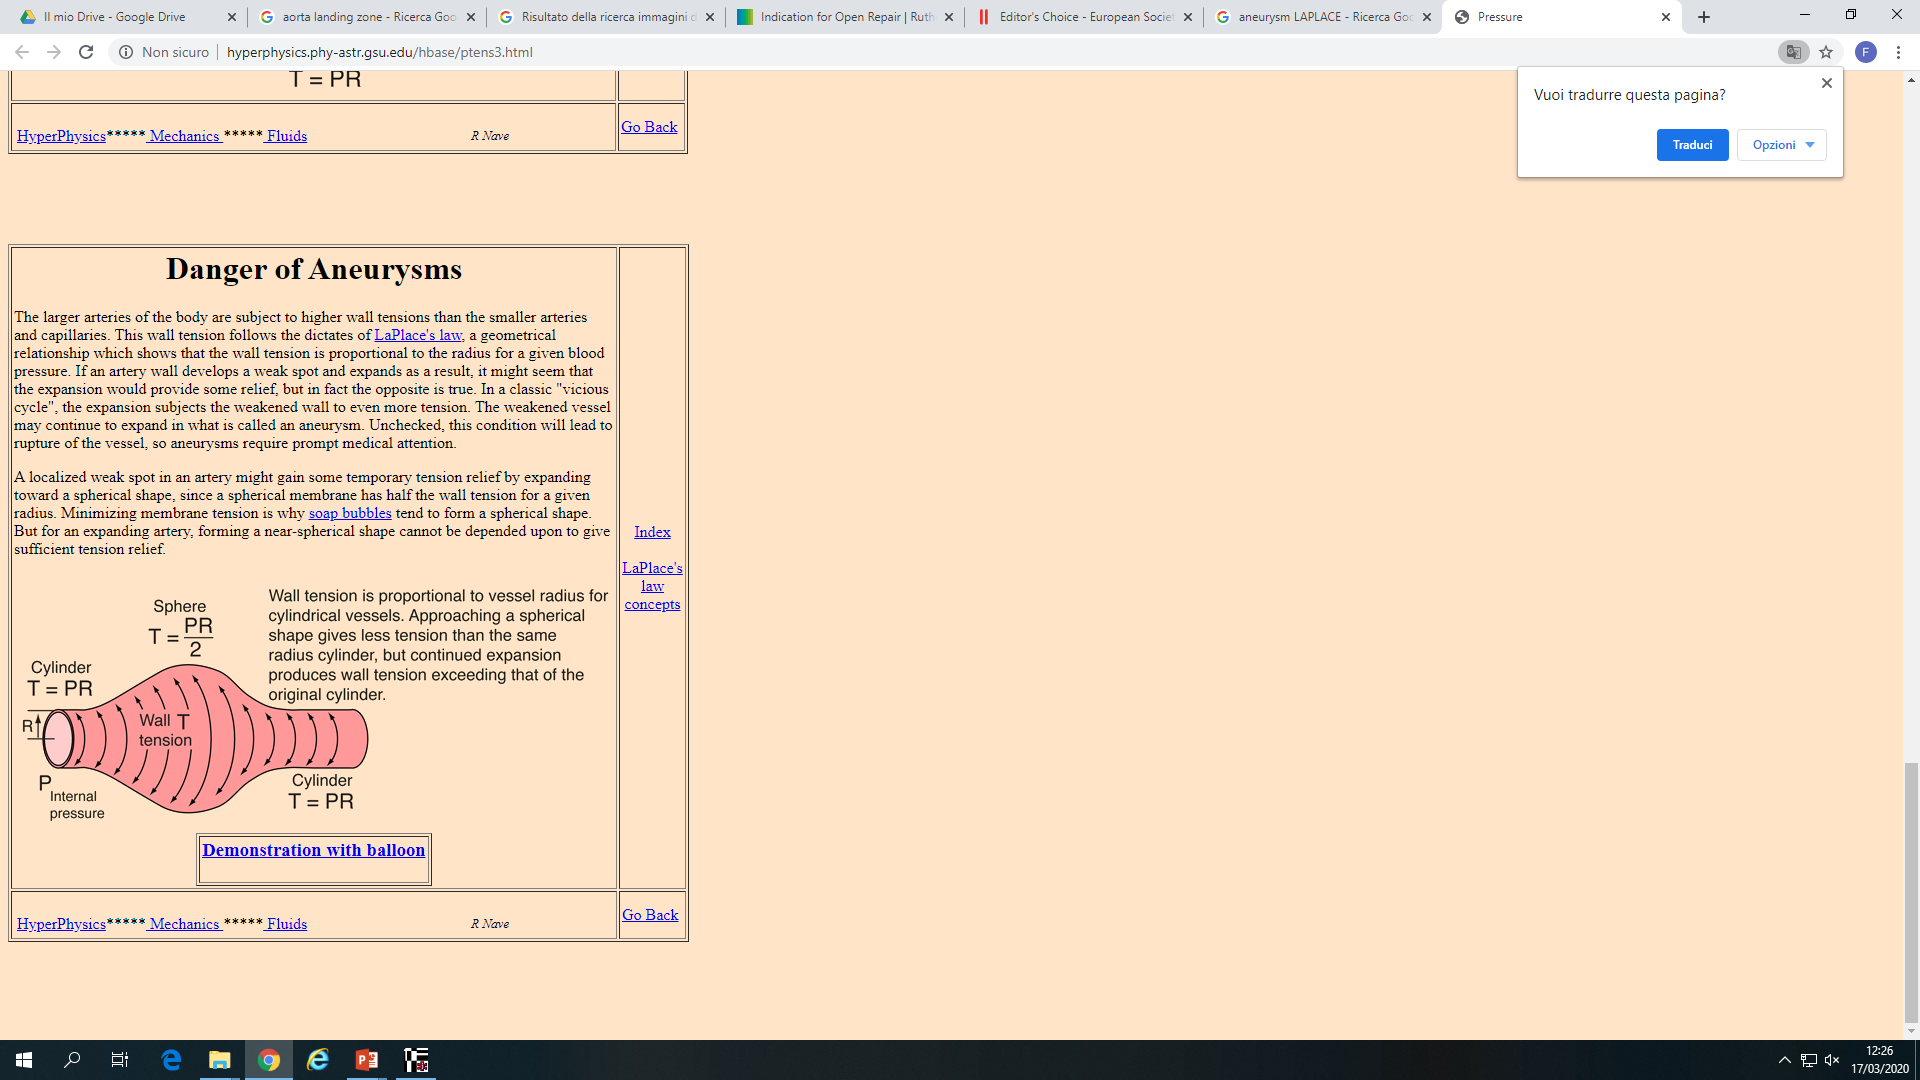 Il mio Drive - Google Drive
aorta landing zone - Ricerca Goo
Risultato della ricerca immagini d
Indication for Open Repair | Ruth
Editor's Choice - European Societ
aneurysm LAPLACE - Ricerca Goo
Pressure
Non sicuro
hyperphysics.phy-astr.gsu.edu/hbase/ptens3.html
F
Vuoi tradurre questa pagina?
Traduci
Opzioni
T = PR
HyperPhysics***** Mechanics ***** Fluids
R Nave
Go Back
Danger of Aneurysms
The larger arteries of the body are subject to higher wall tensions than the smaller arteries
and capillaries. This wall tension follows the dictates of LaPlace's law, a geometrical
relationship which shows that the wall tension is proportional to the radius for a given blood
pressure. If an artery wall develops a weak spot and expands as a result, it might seem that
the expansion would provide some relief, but in fact the opposite is true. In a classic "vicious
cycle", the expansion subjects the weakened wall to even more tension. The weakened vessel
may continue to expand in what is called an aneurysm. Unchecked, this condition will lead to
rupture of the vessel, so aneurysms require prompt medical attention.
A localized weak spot in an artery might gain some temporary tension relief by expanding
toward a spherical shape, since a spherical membrane has half the wall tension for a given
radius. Minimizing membrane tension is why soap bubbles tend to form a spherical shape.
But for an expanding artery, forming a near-spherical shape cannot be depended upon to give
sufficient tension relief.
Index
LaPlace's
law
concepts
Wall tension is proportional to vessel radius for
cylindrical vessels. Approaching a spherical
shape gives less tension than the same
radius cylinder, but continued expansion
produces wall tension exceeding that of the
original cylinder.
Sphere
T = PR
2
Cylinder
T = PR
R
Wall T
tension
P
Internal
pressure
Cylinder
T = PR
Demonstration with balloon
HyperPhysics***** Mechanics ***** Fluids
R Nave
Go Back
12:26
17/03/2020